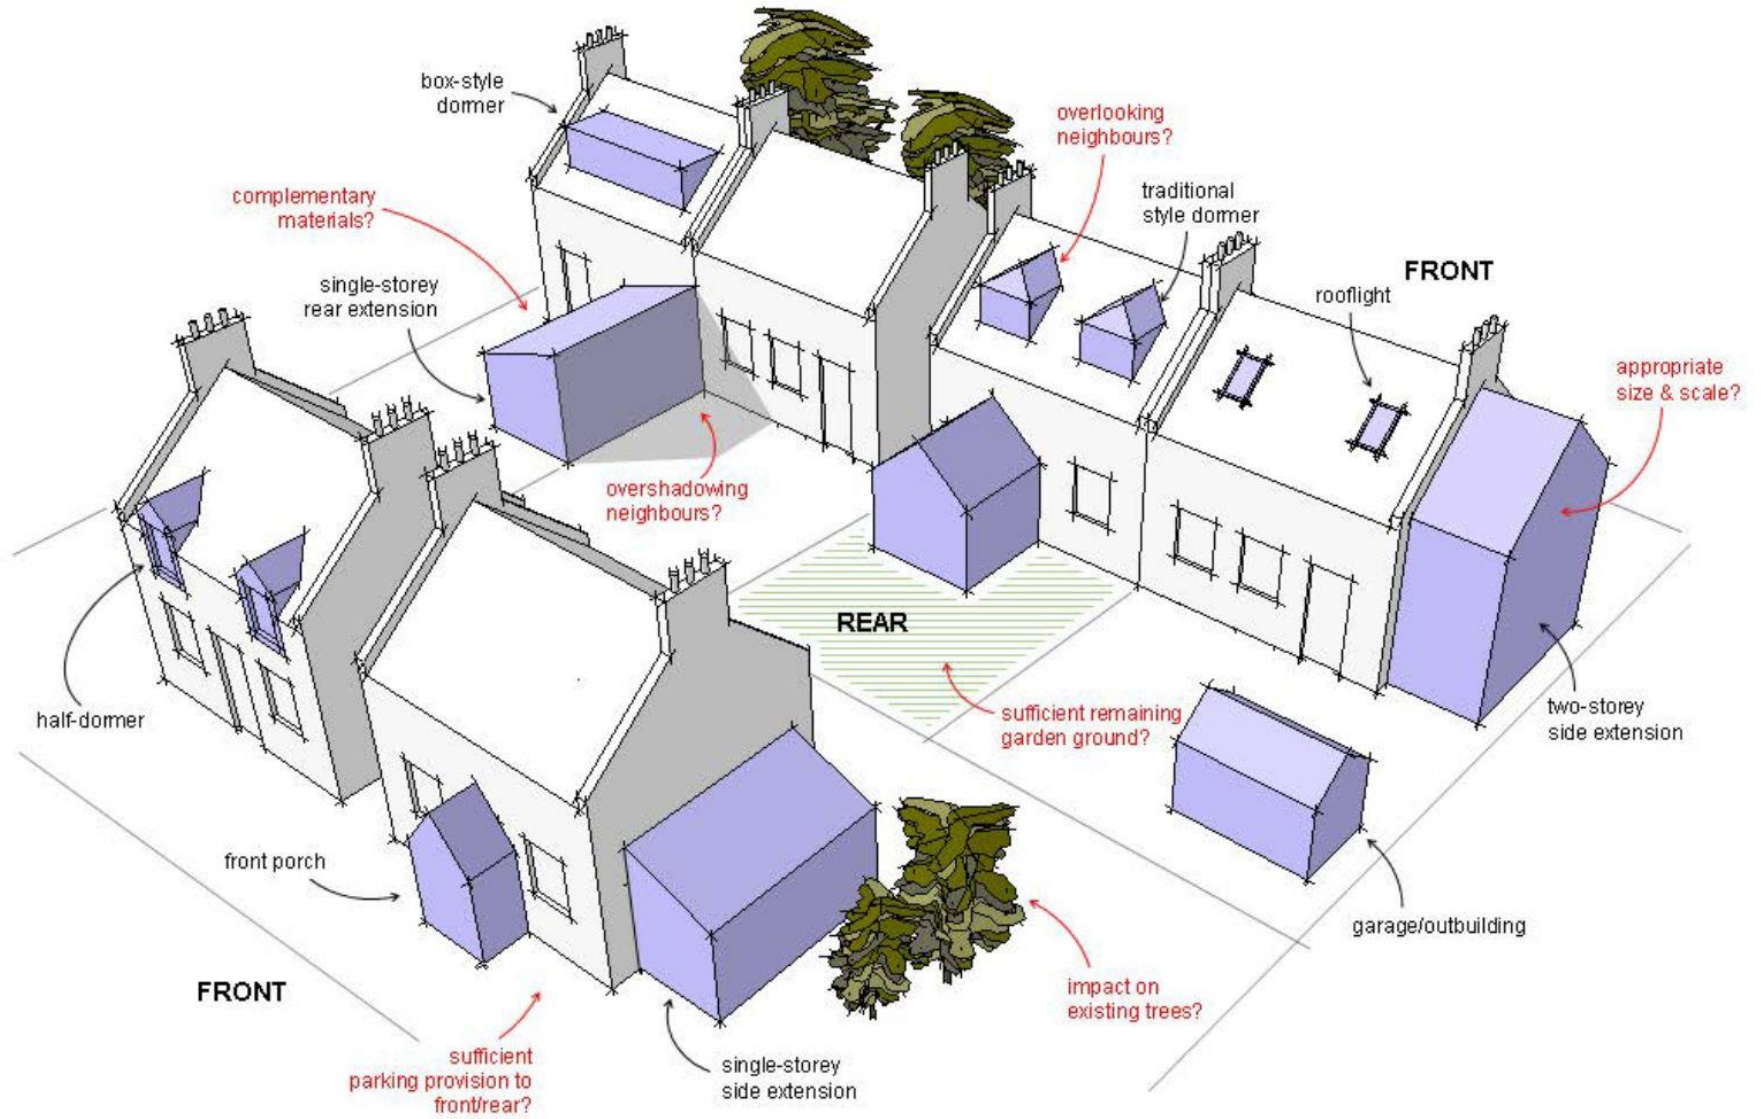 box-style
dormer
overlooking
neighbours?
complementary
materials?
traditional
style dormer
FRONT
single-storey
rear extension
rooflight
appropriate
size & scale?
overshadowing
neighbours?
REAR
half-dormer
sufficient remaining
garden ground?
two-storey
side extension
front porch
garage/outbuilding
FRONT
impact on
existing trees?
sufficient
parking provision to
front/rear?
single-storey
side extension